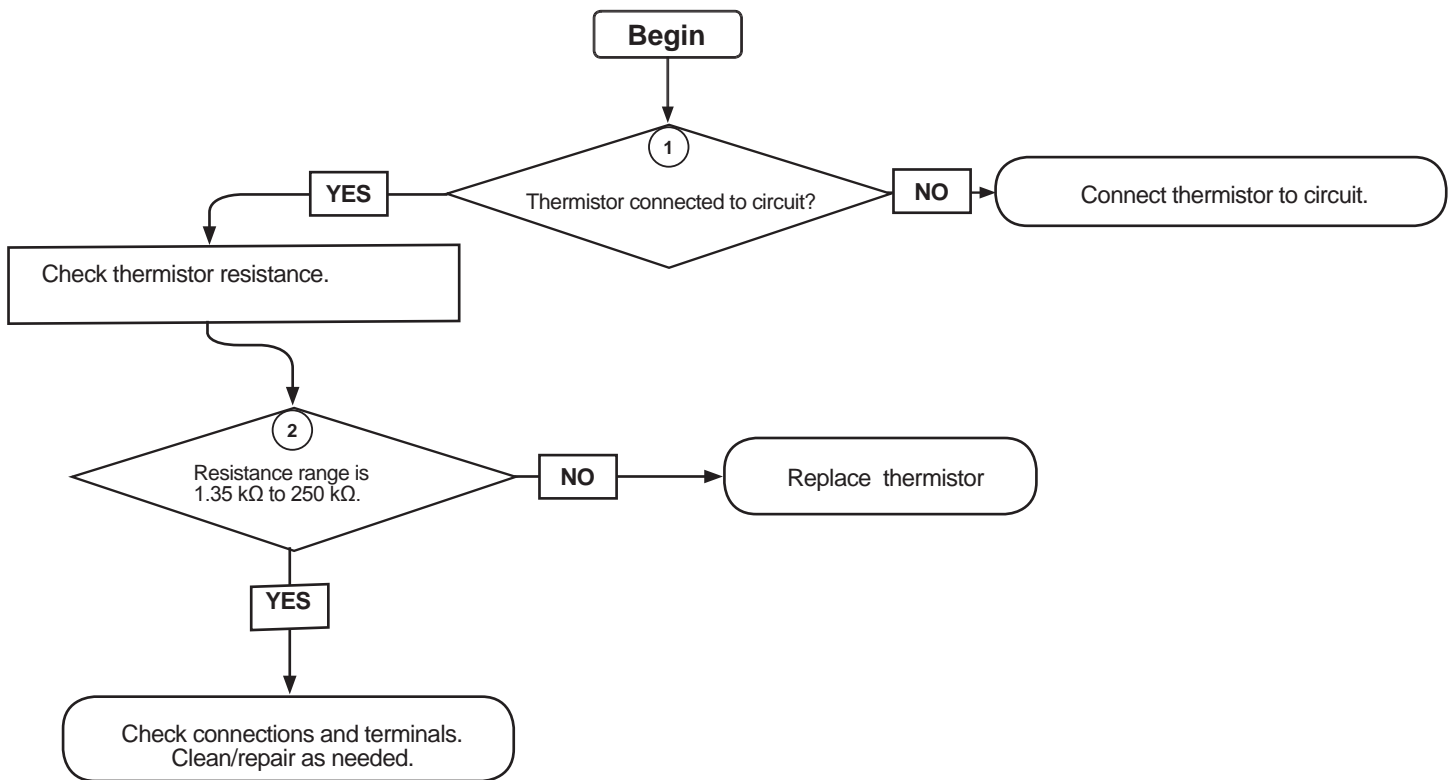 Begin
1
Thermistor connected to circuit?
YES
NO
Connect thermistor to circuit.
Check thermistor resistance.
2
Resistance range is
1.35 kΩ to 250 kΩ.
NO
Replace thermistor
YES
Check connections and terminals.
Clean/repair as needed.